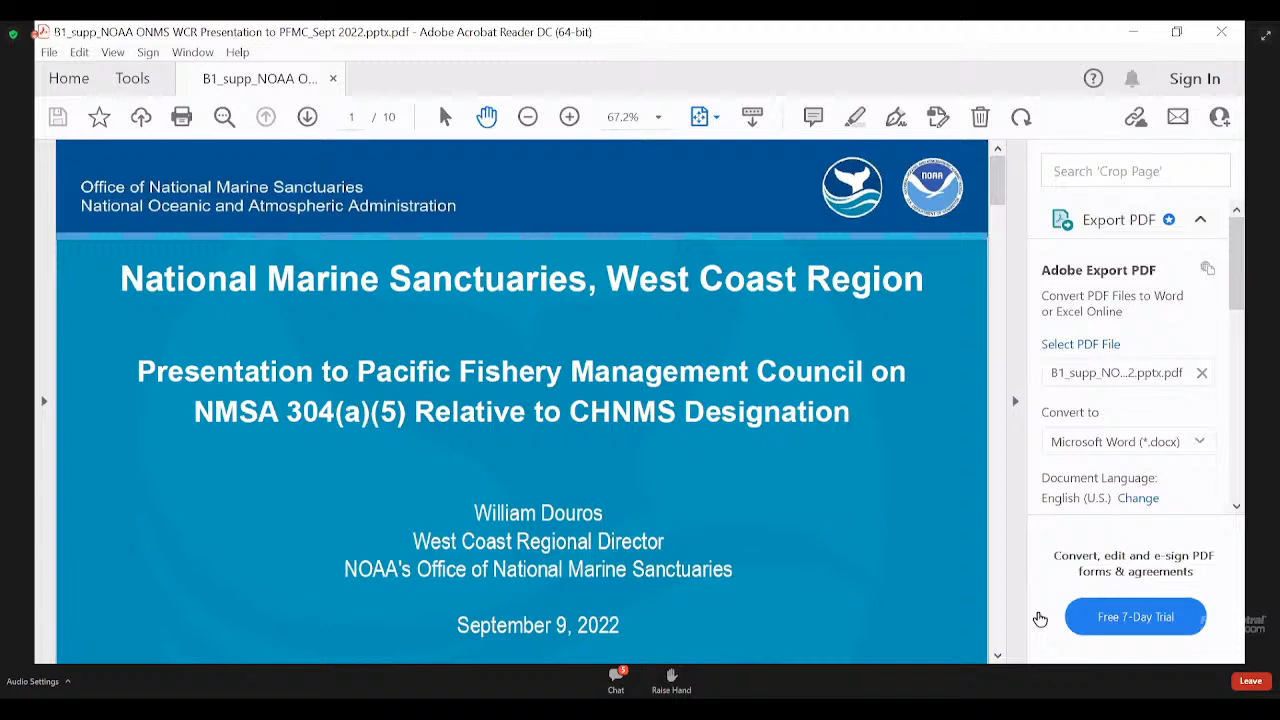 B1_supp_NOAA ONMS WCR Presentation to PFMC_Sept 2022.pptx.pdf - Adobe Acrobat Reader DC (64-bit)
File Edit View Sign Window Help
Home Tools B1_supp_NOAA O... × Sign In
1 / 10 67.2%
Office of National Marine Sanctuaries
National Oceanic and Atmospheric Administration
NOAA
National Marine Sanctuaries, West Coast Region
Presentation to Pacific Fishery Management Council on
NMSA 304(a)(5) Relative to CHNMS Designation
William Douros
West Coast Regional Director
NOAA's Office of National Marine Sanctuaries
September 9, 2022
Search 'Crop Page'
Export PDF
Adobe Export PDF
Convert PDF Files to Word
or Excel Online
Select PDF File
B1_supp_NO...2.pptx.pdf
Convert to
Microsoft Word (*.docx)
Document Language:
English (U.S.) Change
Convert, edit and e-sign PDF
forms & agreements
Free 7-Day Trial
Audio Settings
5
Chat
Raise Hand
Leave